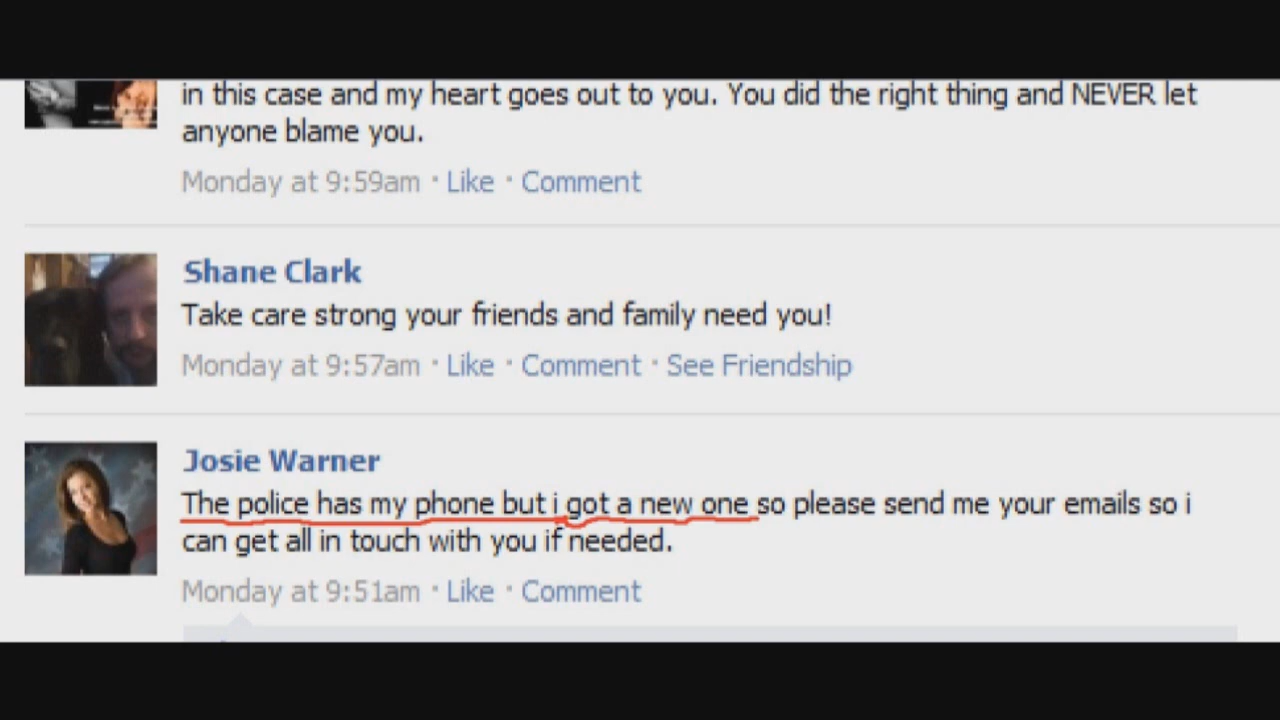 in this case and my heart goes out to you. You did the right thing and NEVER let
anyone blame you.
Monday at 9:59am · Like · Comment
Shane Clark
Take care strong your friends and family need you!
Monday at 9:57am · Like · Comment · See Friendship
Josie Warner
The police has my phone but i got a new one so please send me your emails so i
can get all in touch with you if needed.
Monday at 9:51am · Like · Comment